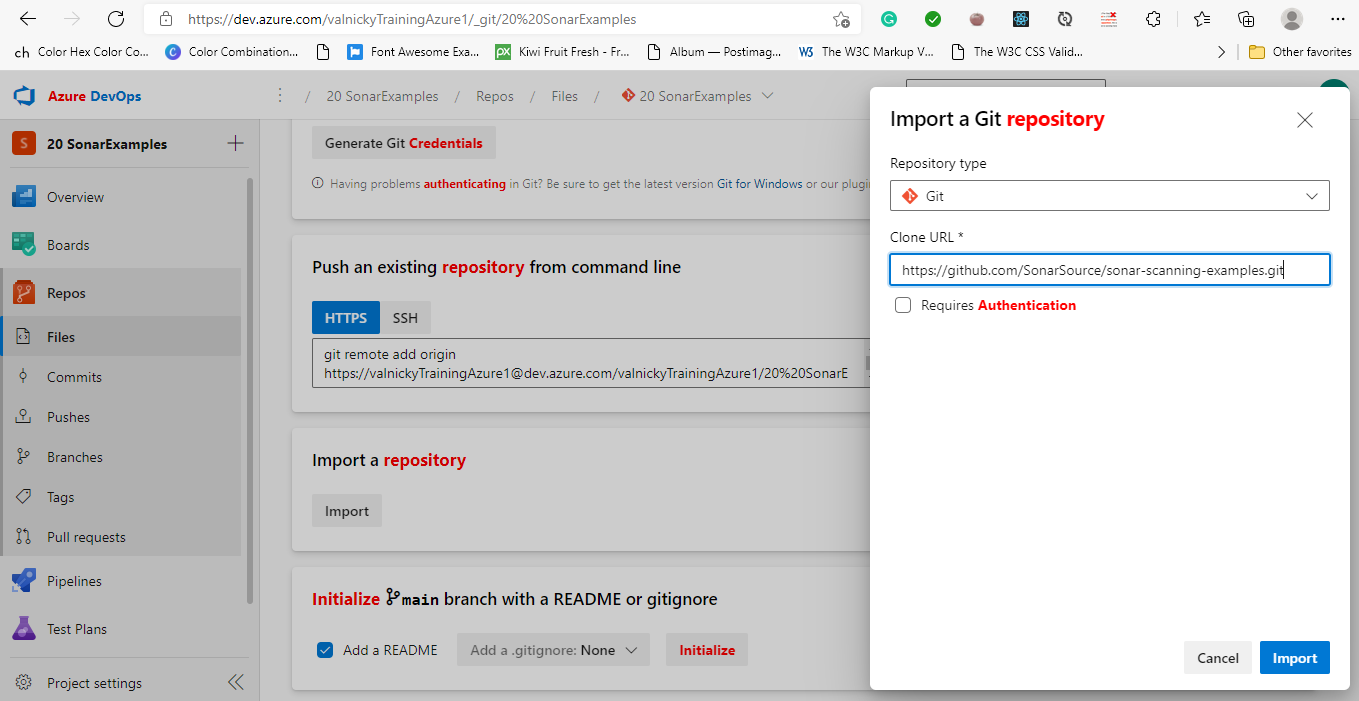 https://dev.azure.com/valnickyTrainingAzure1/_git/20%20SonarExamples
ch Color Hex Color Co...
C Color Combination...
Font Awesome Exa...
px Kiwi Fruit Fresh - Fr...
Album — Postimag...
W3 The W3C Markup V...
The W3C CSS Valid...
Other favorites
Azure DevOps
/ 20 SonarExamples / Repos / Files / 20 SonarExamples
S 20 SonarExamples
Overview
Boards
Repos
Files
Commits
Pushes
Branches
Tags
Pull requests
Pipelines
Test Plans
Project settings
Generate Git Credentials
Having problems authenticating in Git? Be sure to get the latest version Git for Windows or our plugin
Push an existing repository from command line
HTTPS SSH
git remote add origin
https://valnickyTrainingAzure1@dev.azure.com/valnickyTrainingAzure1/20%20SonarE
Import a repository
Import
Initialize main branch with a README or gitignore
Add a README
Add a .gitignore: None
Initialize
Import a Git repository
Repository type
Git
Clone URL *
https://github.com/SonarSource/sonar-scanning-examples.git
Requires Authentication
Cancel
Import